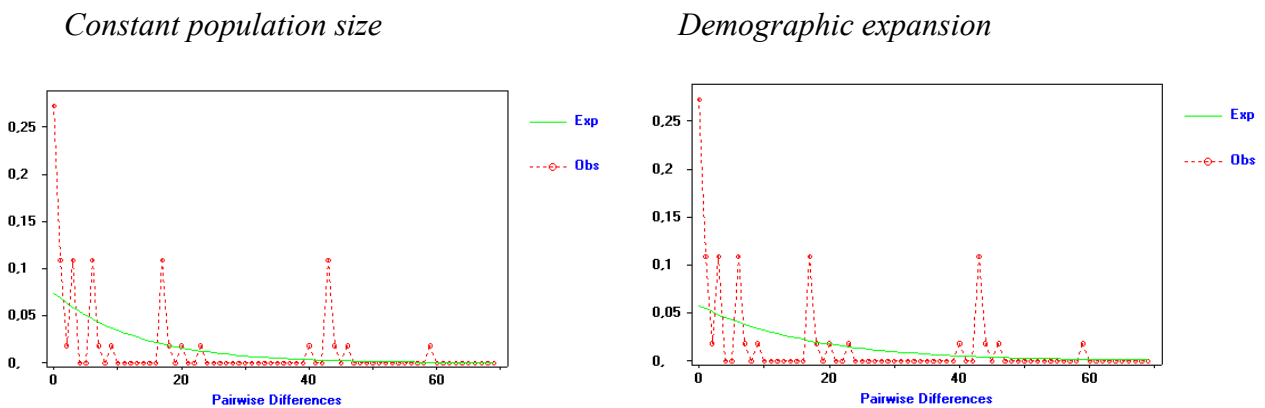 Constant population size
Demographic expansion
0,25
0,2
0,15
0,1
0,05
0,
0
20
40
60
Pairwise Differences
Exp
Obs
0,25
0,2
0,15
0,1
0,05
0,
0
20
40
60
Pairwise Differences
Exp
Obs